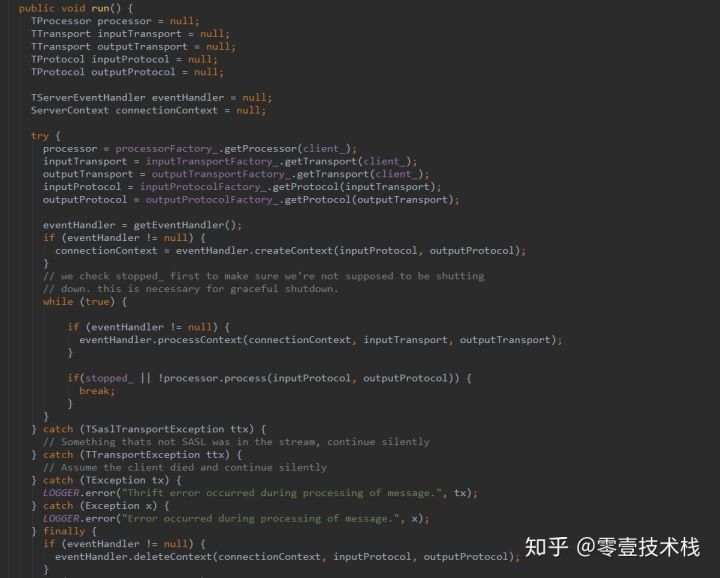 public void run() {
  TProcessor processor = null;
  TTransport inputTransport = null;
  TTransport outputTransport = null;
  TProtocol inputProtocol = null;
  TProtocol outputProtocol = null;

  TServerEventHandler eventHandler = null;
  ServerContext connectionContext = null;

  try {
    processor = processorFactory_.getProcessor(client_);
    inputTransport = inputTransportFactory_.getTransport(client_);
    outputTransport = outputTransportFactory_.getTransport(client_);
    inputProtocol = inputProtocolFactory_.getProtocol(inputTransport);
    outputProtocol = outputProtocolFactory_.getProtocol(outputTransport);

    eventHandler = getEventHandler();
    if (eventHandler != null) {
      connectionContext = eventHandler.createContext(inputProtocol, outputProtocol);
    }
    // we check stopped_ first to make sure we're not supposed to be shutting
    // down. this is necessary for graceful shutdown.
    while (true) {

        if (eventHandler != null) {
          eventHandler.processContext(connectionContext, inputTransport, outputTransport);
        }

        if(stopped_ || !processor.process(inputProtocol, outputProtocol)) {
          break;
        }
    }
  } catch (TSaslTransportException ttx) {
    // Something thats not SASL was in the stream, continue silently
  } catch (TTransportException ttx) {
    // Assume the client died and continue silently
  } catch (TException tx) {
    LOGGER.error("Thrift error occurred during processing of message.", tx);
  } catch (Exception x) {
    LOGGER.error("Error occurred during processing of message.", x);
  } finally {
    if (eventHandler != null) {
      eventHandler.deleteContext(connectionContext, inputProtocol, outputProtocol);
    }
知乎 @零壹技术栈